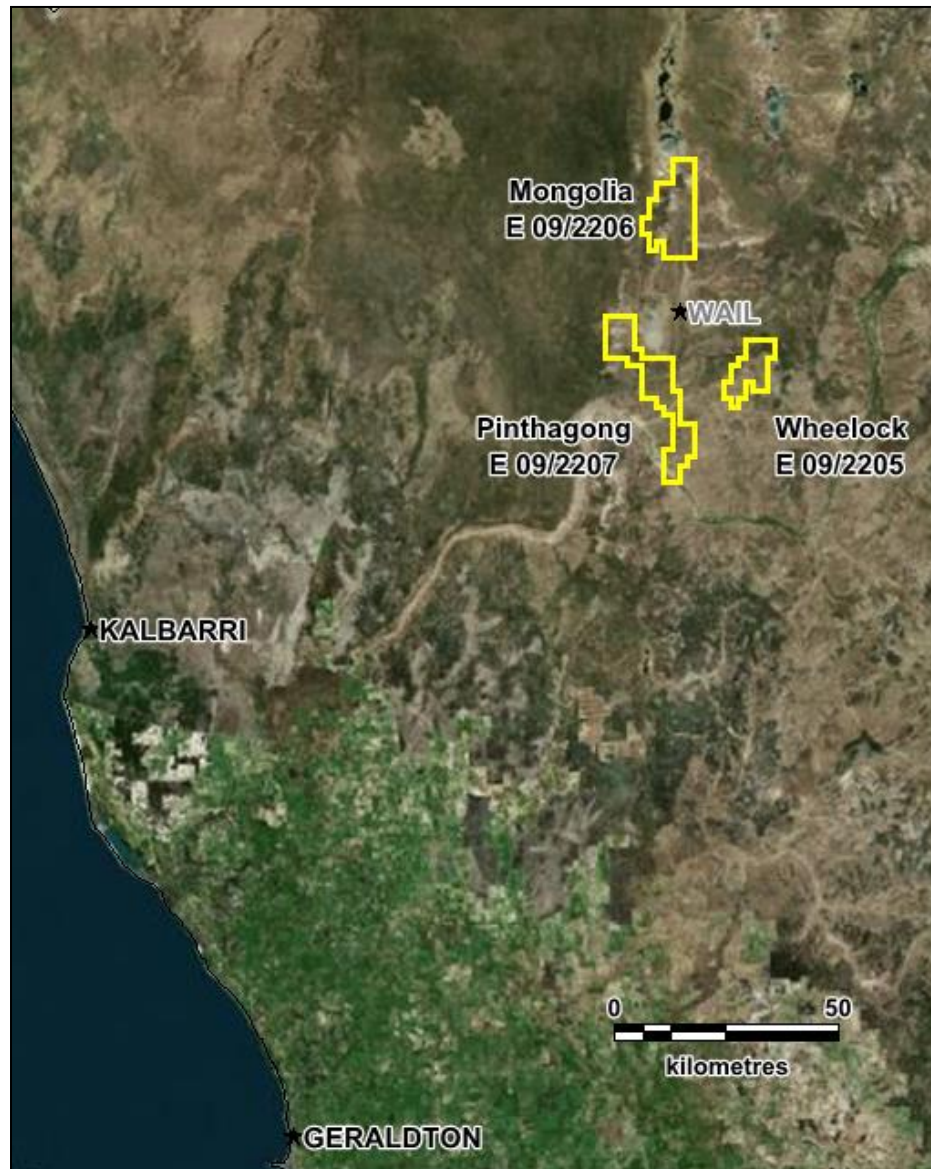 Mongolia
E 09/2206
WAIL
Pinthagong
E 09/2207
Wheelock
E 09/2205
KALBARRI
0 50
kilometres
GERALDTON